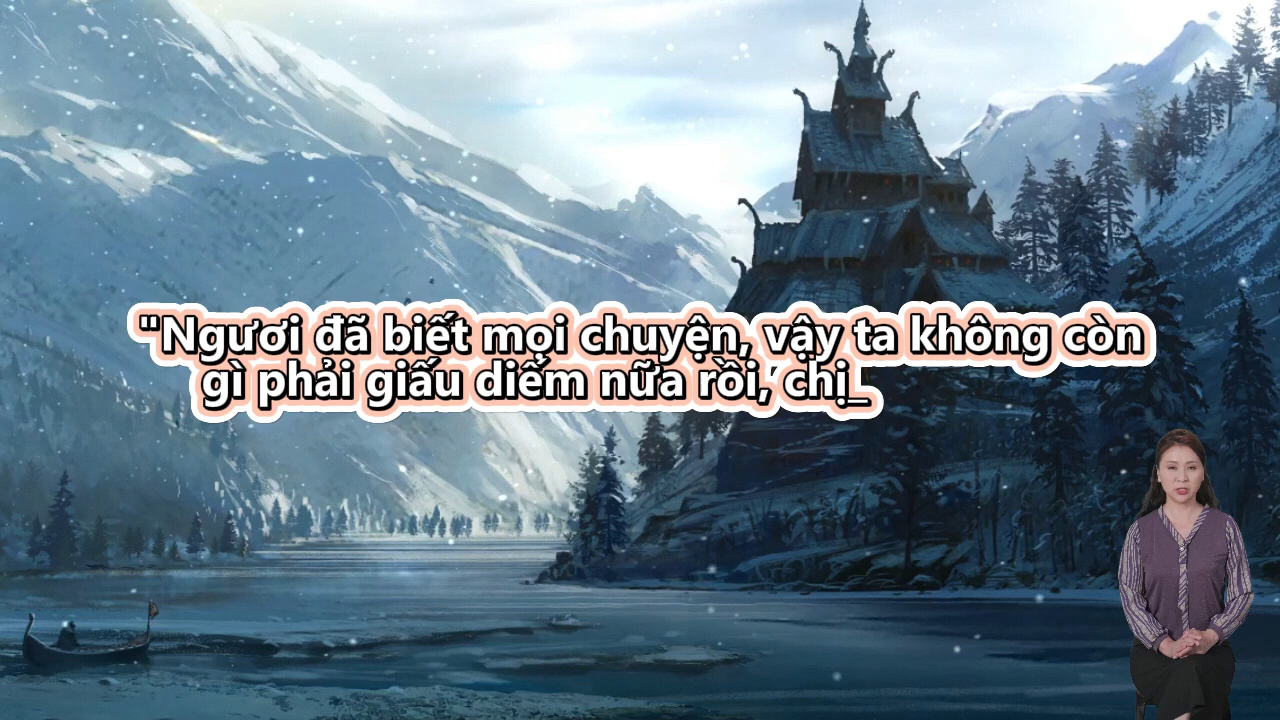 "Ngươi đã biết mọi chuyện, vậy ta không còn
gì phải giấu diếm nữa rồi, chị_